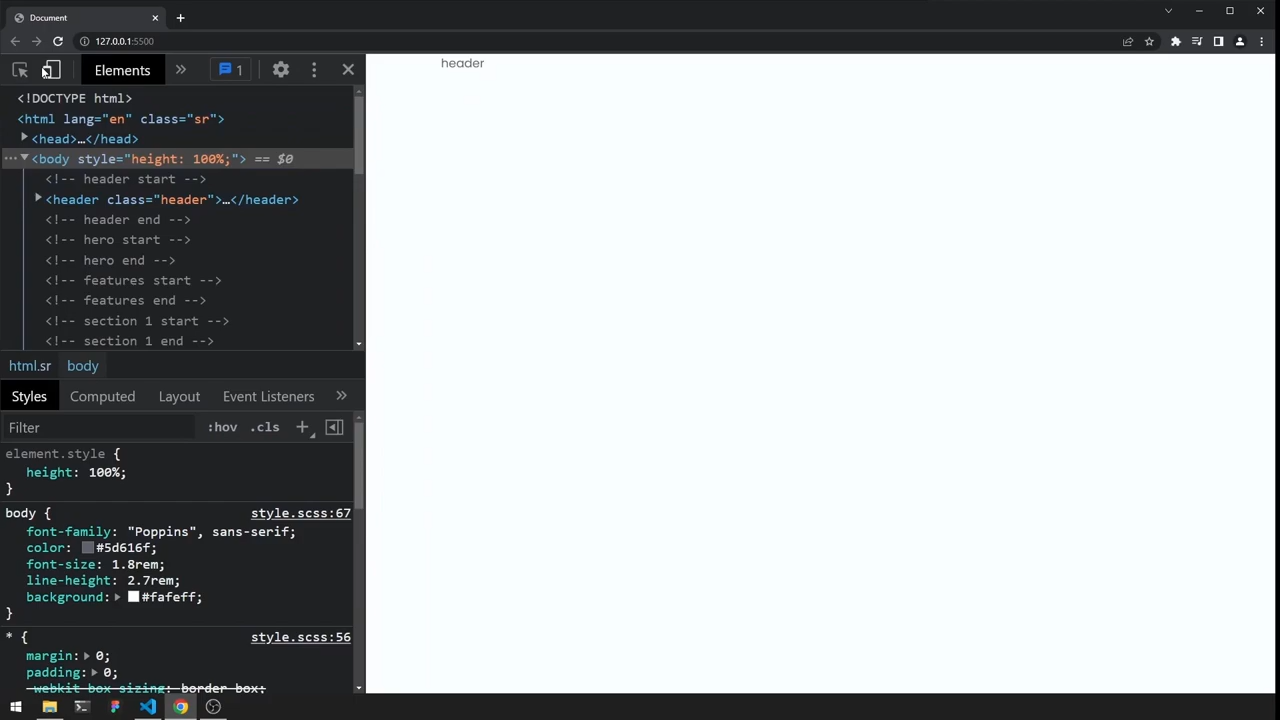 Document
127.0.0.1:5500
Elements
1
header
<!DOCTYPE html>
<html lang="en" class="sr">
<head>…</head>
<body style="height: 100%;"> == $0
<!-- header start -->
<header class="header">…</header>
<!-- header end -->
<!-- hero start -->
<!-- hero end -->
<!-- features start -->
<!-- features end -->
<!-- section 1 start -->
<!-- section 1 end -->
html.sr body
Styles Computed Layout Event Listeners
Filter :hov .cls
element.style {
height: 100%;
}
body { style.scss:67
font-family: "Poppins", sans-serif;
color: #5d616f;
font-size: 1.8rem;
line-height: 2.7rem;
background: #fafeff;
}
* { style.scss:56
margin: 0;
padding: 0;
-webkit-box-sizing: border-box;